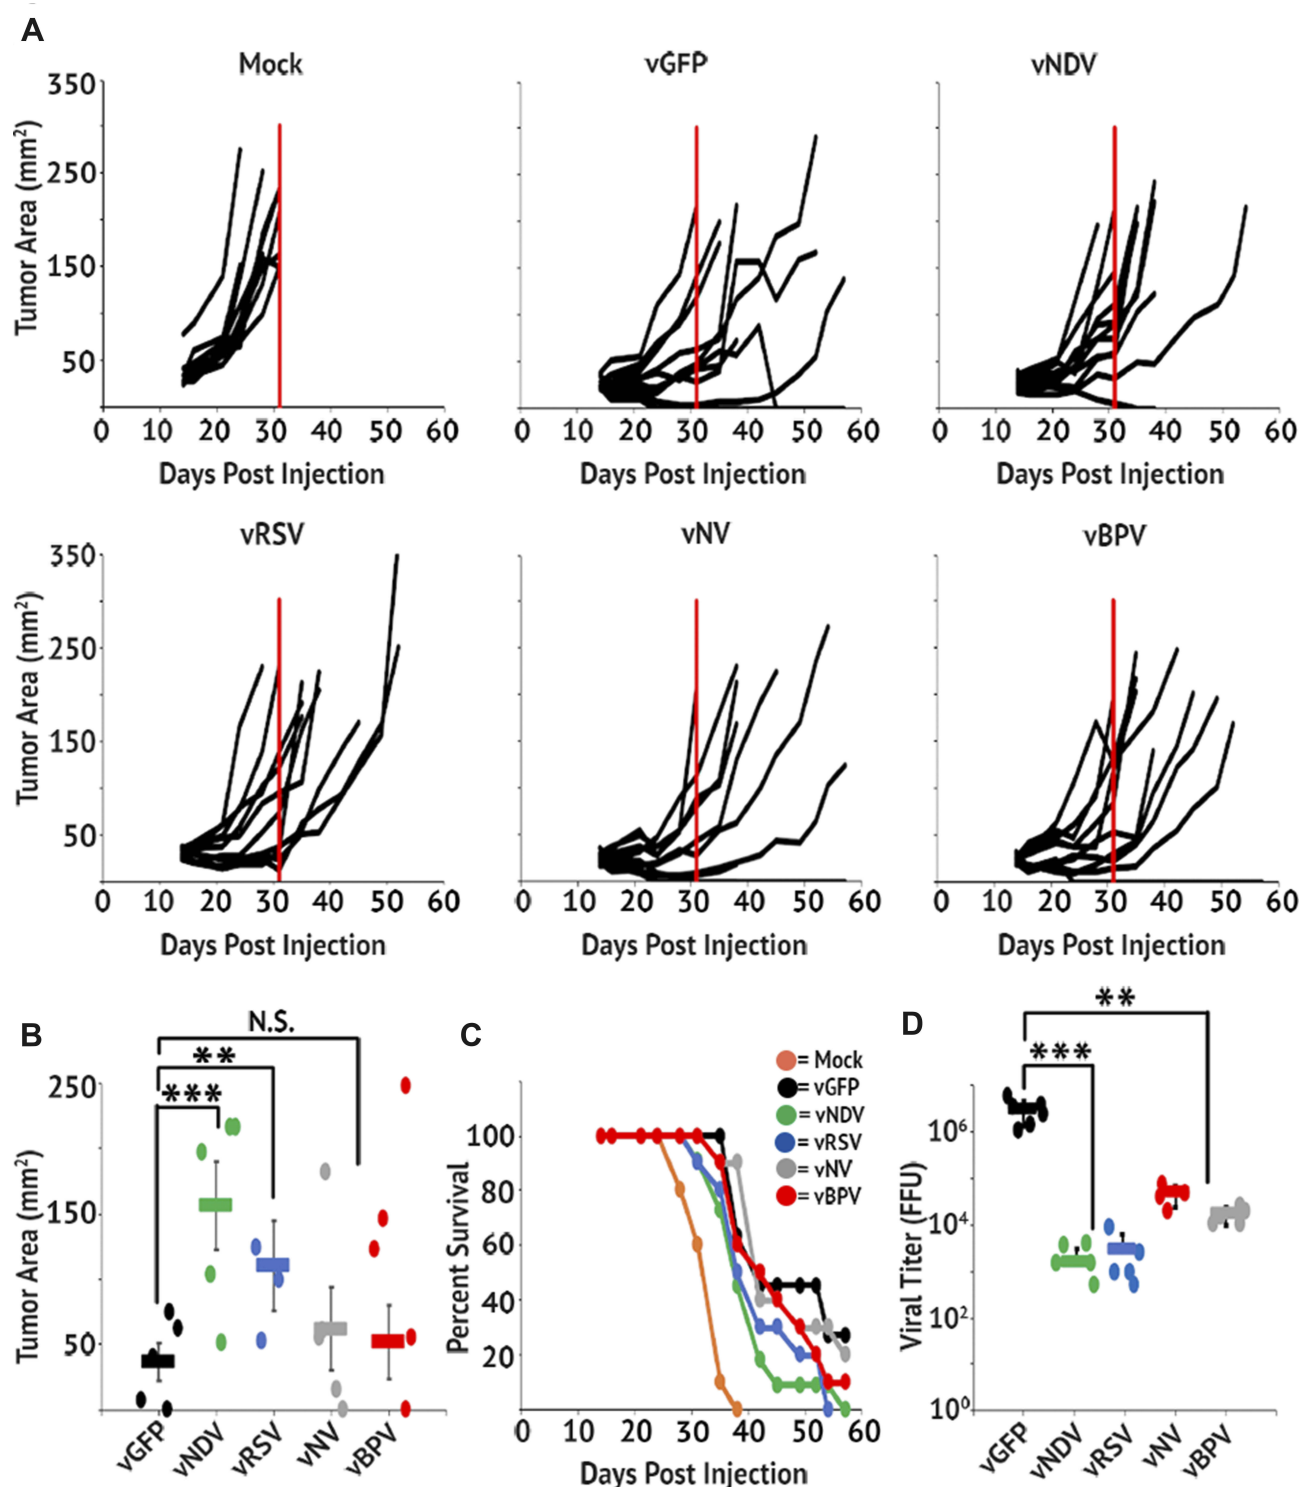 A
Mock
vGFP
vNDV
Tumor Area (mm²)
350
250
150
50
0 10 20 30 40 50 60
0 10 20 30 40 50 60
0 10 20 30 40 50 60
Days Post Injection
Days Post Injection
Days Post Injection
vRSV
vNV
vBPV
Tumor Area (mm²)
350
250
150
50
0 10 20 30 40 50 60
0 10 20 30 40 50 60
0 10 20 30 40 50 60
Days Post Injection
Days Post Injection
Days Post Injection
B
N.S.
**
***
Tumor Area (mm²)
250
150
50
vGFP
vNDV
vRSV
vNV
vBPV
C
= Mock
= vGFP
= vNDV
= vRSV
= vNV
= vBPV
Percent Survival
100
80
60
40
20
0 10 20 30 40 50 60
Days Post Injection
D
**
***
Viral Titer (FFU)
10⁶
10⁴
10²
10⁰
vGFP
vNDV
vRSV
vNV
vBPV